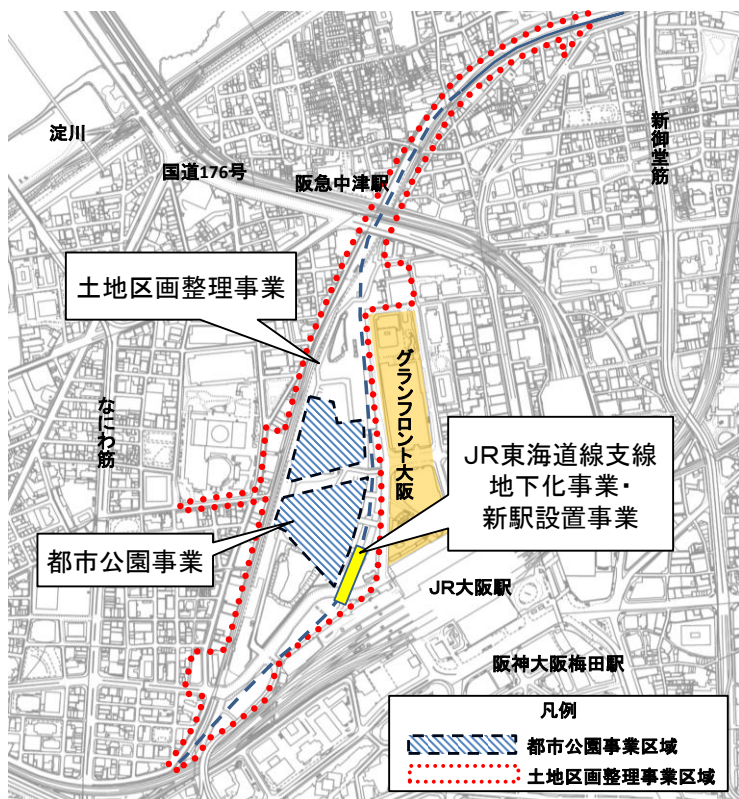 淀川
国道176号
阪急中津駅
新御堂筋
土地区画整理事業
グランフロント大阪
なにわ筋
JR東海道線支線
地下化事業・
新駅設置事業
都市公園事業
JR大阪駅
阪神大阪梅田駅
凡例
都市公園事業区域
土地区画整理事業区域